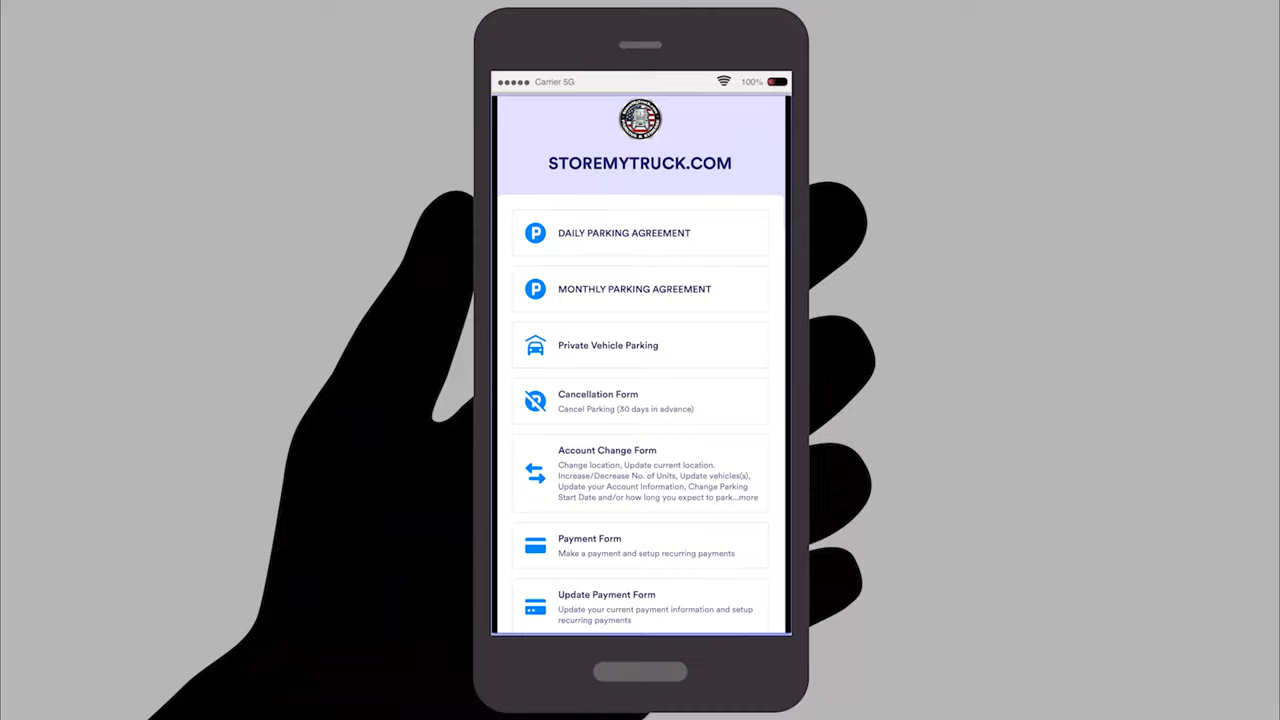 Carrier 5G
100%
STOREMYTRUCK.COM
DAILY PARKING AGREEMENT
MONTHLY PARKING AGREEMENT
Private Vehicle Parking
Cancellation Form
Cancel Parking (30 days in advance)
Account Change Form
Change location, Update current location.
Increase/Decrease No. of Units, Update vehicles(s),
Update your Account Information, Change Parking
Start Date and/or how long you expect to park...more
Payment Form
Make a payment and setup recurring payments
Update Payment Form
Update your current payment information and setup
recurring payments